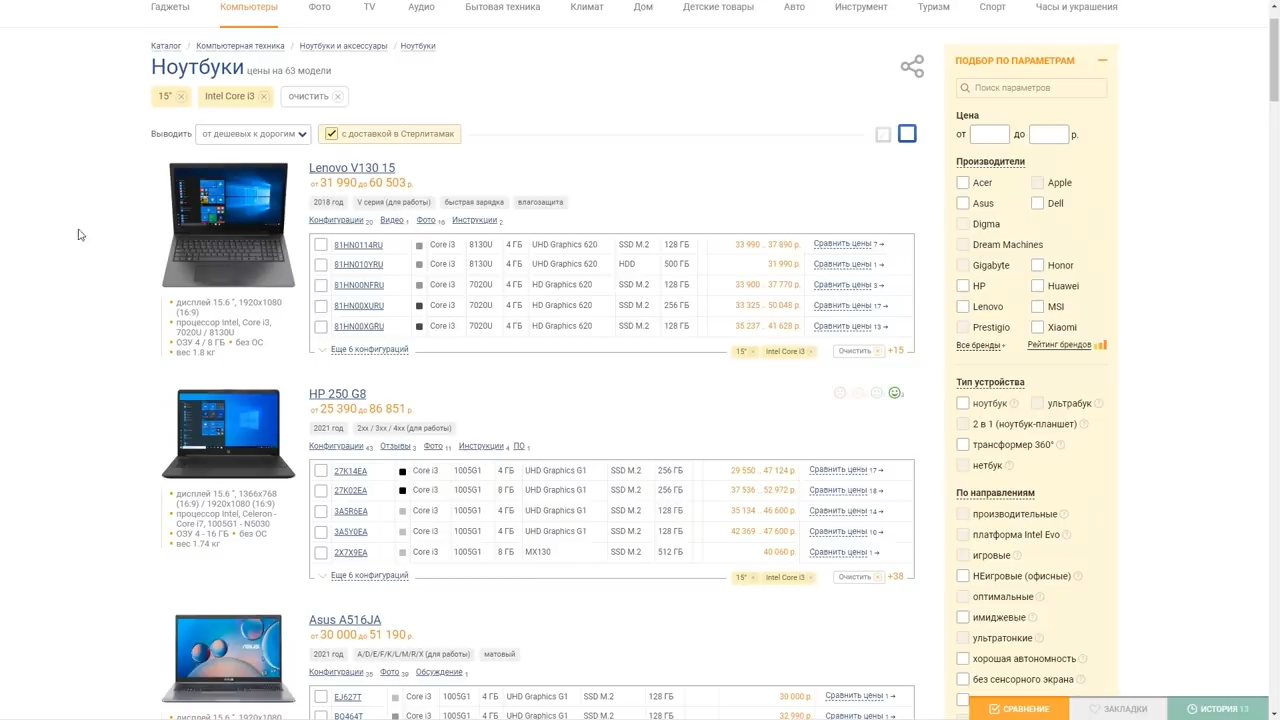 Гаджеты Компьютеры Фото TV Аудио Бытовая техника Климат Дом Детские товары Авто Инструмент Туризм Спорт Часы и украшения
Каталог / Компьютерная техника / Ноутбуки и аксессуары / Ноутбуки
Ноутбуки цены на 63 модели
15" Intel Core i3 очистить
Выводить от дешевых к дорогим с доставкой в Стерлитамак
Lenovo V130 15
от 31 990 до 60 503 р.
2018 год V серия (для работы) быстрая зарядка влагозащита
Конфигурации 20 Видео 1 Фото 16 Инструкции 2
81HN0114RU Core i3 8130U 4 ГБ UHD Graphics 620 SSD M.2 128 ГБ 33 990 .. 37 890 р. Сравнить цены 7 →
81HN010YRU Core i3 8130U 4 ГБ UHD Graphics 620 HDD 500 ГБ 31 990 р. Сравнить цены 1 →
81HN00NFRU Core i3 7020U 4 ГБ HD Graphics 620 SSD M.2 128 ГБ 33 900 .. 37 770 р. Сравнить цены 3 →
81HN00XURU Core i3 7020U 4 ГБ HD Graphics 620 SSD M.2 256 ГБ 33 325 .. 50 048 р. Сравнить цены 17 →
81HN00XGRU Core i3 7020U 4 ГБ HD Graphics 620 SSD M.2 128 ГБ 35 237 .. 41 628 р. Сравнить цены 13 →
Еще 6 конфигураций 15" Intel Core i3 Очистить +15
дисплей 15.6 ", 1920x1080
(16:9)
процессор Intel, Core i3,
7020U / 8130U
ОЗУ 4 / 8 ГБ • без ОС
вес 1.8 кг
HP 250 G8
от 25 390 до 86 851 р.
2021 год 2xx / 3xx / 4xx (для работы)
Конфигурации 43 Отзывы 3 Фото 11 Инструкции 4 ПО 1
27K14EA Core i3 1005G1 4 ГБ UHD Graphics G1 SSD M.2 256 ГБ 29 550 .. 47 124 р. Сравнить цены 17 →
27K02EA Core i3 1005G1 8 ГБ UHD Graphics G1 SSD M.2 256 ГБ 37 536 .. 52 972 р. Сравнить цены 18 →
3A5R6EA Core i3 1005G1 4 ГБ UHD Graphics G1 SSD M.2 128 ГБ 35 134 .. 46 600 р. Сравнить цены 14 →
3A5Y0EA Core i3 1005G1 4 ГБ UHD Graphics G1 SSD M.2 128 ГБ 42 369 .. 47 600 р. Сравнить цены 10 →
2X7X9EA Core i3 1005G1 8 ГБ MX130 SSD M.2 512 ГБ 40 060 р. Сравнить цены 1 →
Еще 6 конфигураций 15" Intel Core i3 Очистить +38
дисплей 15.6 ", 1366x768
(16:9) / 1920x1080 (16:9)
процессор Intel, Celeron -
Core i7, 1005G1 - N5030
ОЗУ 4 - 16 ГБ • без ОС
вес 1.74 кг
Asus A516JA
от 30 000 до 51 190 р.
2021 год A/D/E/F/K/L/M/R/X (для работы) матовый
Конфигурации 35 Фото 39 Обсуждение 1
EJ627T Core i3 1005G1 4 ГБ UHD Graphics G1 SSD M.2 128 ГБ 30 000 р. Сравнить цены 1 →
BQ464T Core i3 1005G1 4 ГБ UHD Graphics G1 SSD M.2 128 ГБ 32 990 р. Сравнить цены 1 →
дисплей 15.6 ", 1920x1080
ПОДБОР ПО ПАРАМЕТРАМ
Поиск параметров
Цена
от до р.
Производители
Acer Apple
Asus Dell
Digma
Dream Machines
Gigabyte Honor
HP Huawei
Lenovo MSI
Prestigio Xiaomi
Все бренды Рейтинг брендов
Тип устройства
ноутбук ультрабук
2 в 1 (ноутбук-планшет)
трансформер 360°
нетбук
По направлениям
производительные
платформа Intel Evo
игровые
НЕигровые (офисные)
оптимальные
имиджевые
ультратонкие
хорошая автономность
без сенсорного экрана
СРАВНЕНИЕ ЗАКЛАДКИ ИСТОРИЯ 13